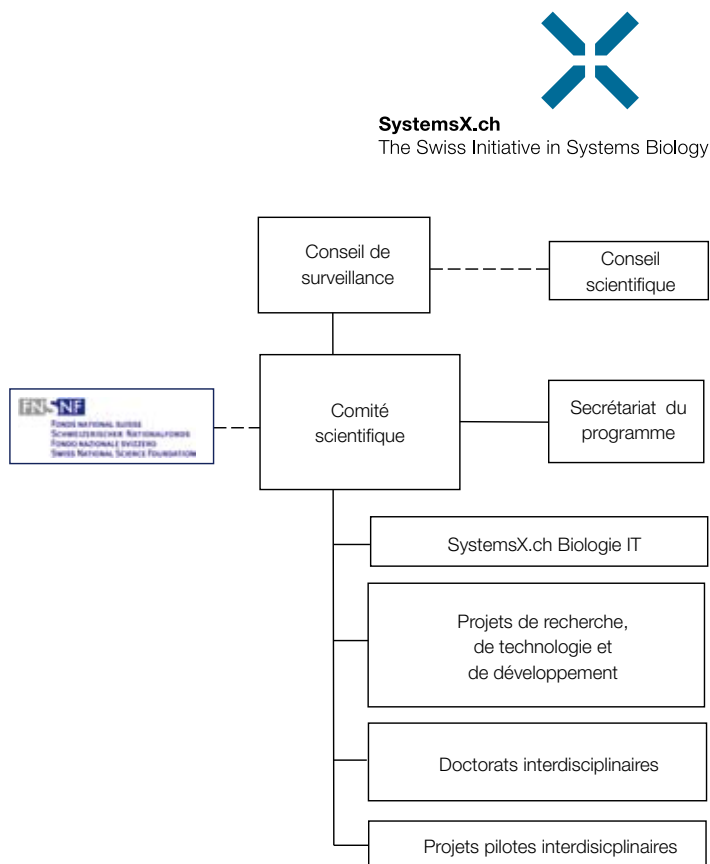 SystemsX.ch
The Swiss Initiative in Systems Biology
Conseil de
surveillance
Conseil
scientifique
FNSNF
FONDS NATIONAL SUISSE
SCHWEIZERISCHER NATIONALFONDS
FONDO NAZIONALE SVIZZERO
SWISS NATIONAL SCIENCE FOUNDATION
Comité
scientifique
Secrétariat du
programme
SystemsX.ch Biologie IT
Projets de recherche,
de technologie et
de développement
Doctorats interdisciplinaires
Projets pilotes interdisicplinaires